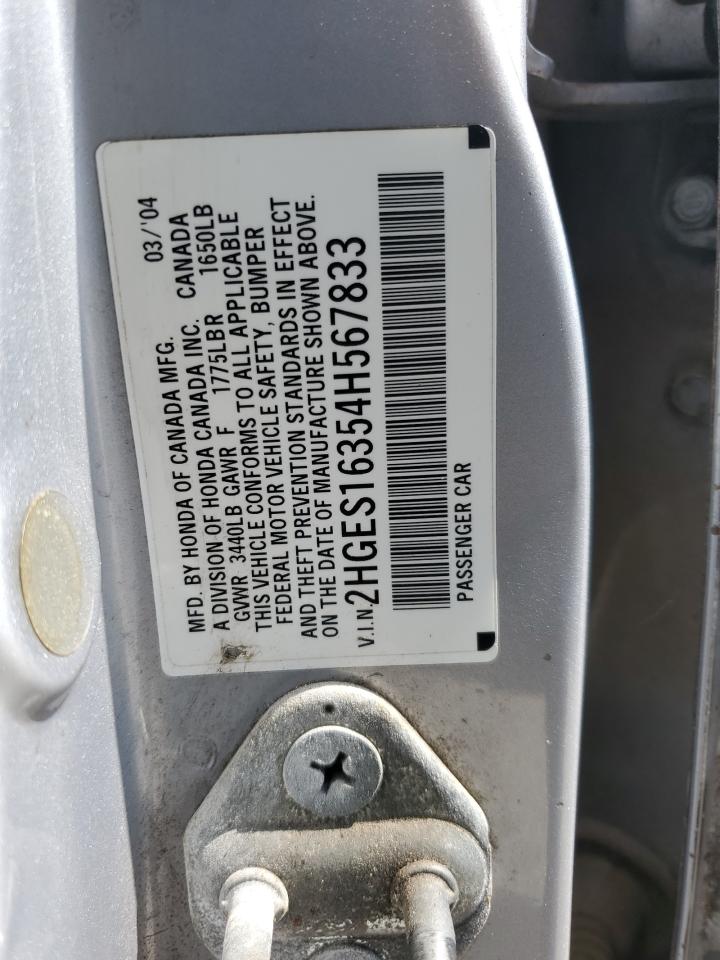 MFD. BY HONDA OF CANADA MFG. 03/'04
A DIVISION OF HONDA CANADA INC. CANADA
GVWR 3440LB GAWR F 1775LB R 1650LB
THIS VEHICLE CONFORMS TO ALL APPLICABLE
FEDERAL MOTOR VEHICLE SAFETY, BUMPER
AND THEFT PREVENTION STANDARDS IN EFFECT
ON THE DATE OF MANUFACTURE SHOWN ABOVE.
V.I.N. 2HGES16354H567833
PASSENGER CAR